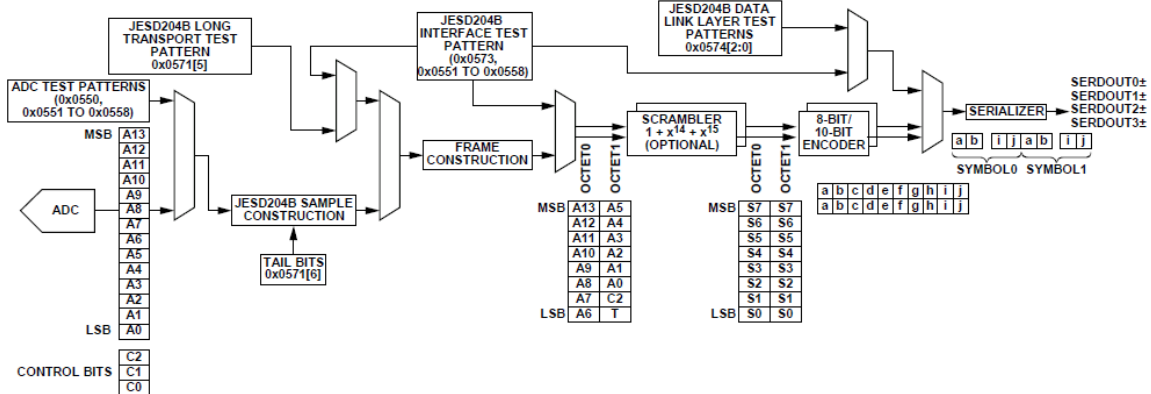 JESD204B LONG
TRANSPORT TEST
PATTERN
0x0571[5]
JESD204B
INTERFACE TEST
PATTERN
(0x0573,
0x0551 TO 0x0558)
JESD204B DATA
LINK LAYER TEST
PATTERNS
0x0574[2:0]
ADC TEST PATTERNS
(0x0550,
0x0551 TO 0x0558)
MSB A13
A12
A11
A10
A9
A8
A7
A6
A5
A4
A3
A2
A1
LSB A0
CONTROL BITS
C2
C1
C0
ADC
JESD204B SAMPLE
CONSTRUCTION
TAIL BITS
0x0571[6]
FRAME
CONSTRUCTION
OCTET0 OCTET1
MSB A13 A5
A12 A4
A11 A3
A10 A2
A9 A1
A8 A0
A7 C2
LSB A6 T
SCRAMBLER
1 + x14 + x15
(OPTIONAL)
OCTET0 OCTET1
MSB S7 S7
S6 S6
S5 S5
S4 S4
S3 S3
S2 S2
S1 S1
LSB S0 S0
8-BIT/
10-BIT
ENCODER
a b c d e f g h i j
a b c d e f g h i j
SERIALIZER
SERDOUT0±
SERDOUT1±
SERDOUT2±
SERDOUT3±
a b i j a b i j
SYMBOL0 SYMBOL1